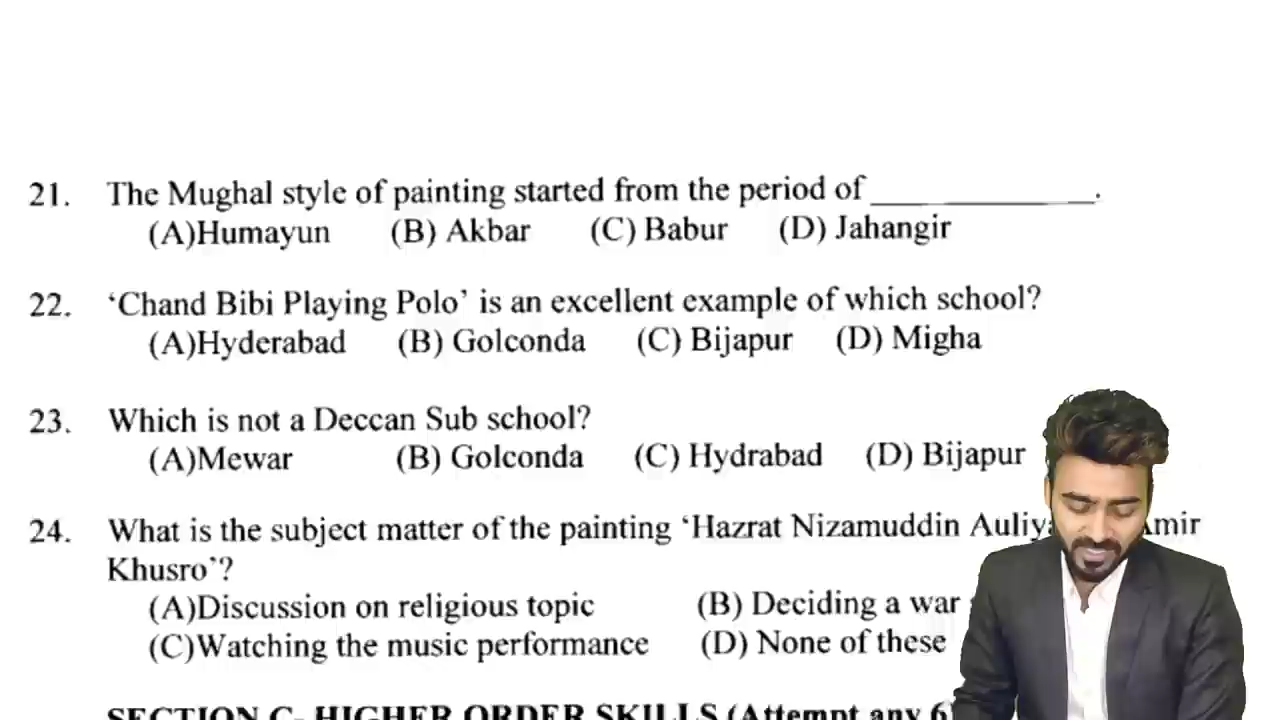 21. The Mughal style of painting started from the period of ____________.
(A)Humayun (B) Akbar (C) Babur (D) Jahangir
22. ‘Chand Bibi Playing Polo’ is an excellent example of which school?
(A)Hyderabad (B) Golconda (C) Bijapur (D) Migha
23. Which is not a Deccan Sub school?
(A)Mewar (B) Golconda (C) Hydrabad (D) Bijapur
24. What is the subject matter of the painting ‘Hazrat Nizamuddin
Khusro’?
(A)Discussion on religious topic (B) Deciding a war
(C)Watching the music performance (D) None of these
SECTION C- HIGHER ORDER SKILLS (Attempt any 6